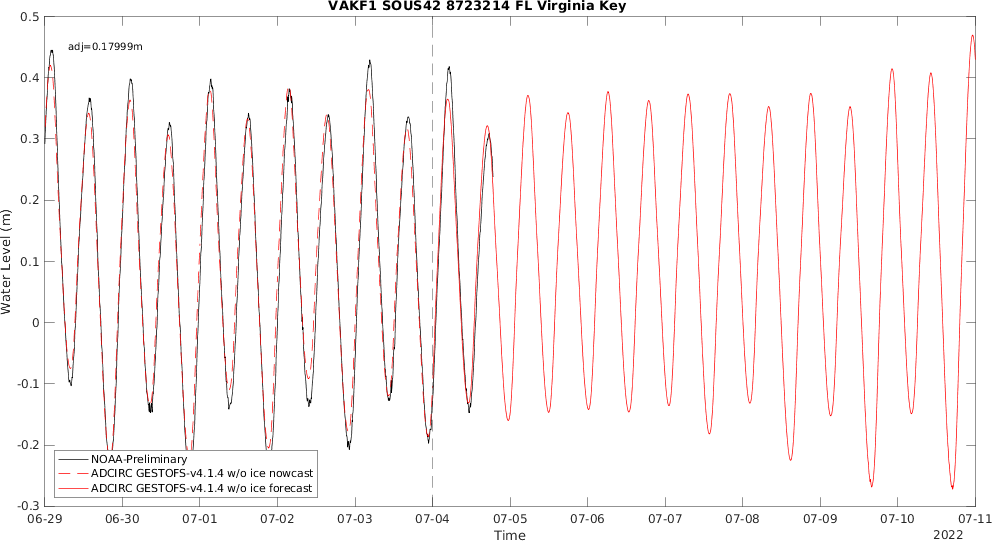 VAKF1 SOUS42 8723214 FL Virginia Key
adj=0.17999m
Water Level (m)
0.5
0.4
0.3
0.2
0.1
0
-0.1
-0.2
-0.3
NOAA-Preliminary
ADCIRC GESTOFS-v4.1.4 w/o ice nowcast
ADCIRC GESTOFS-v4.1.4 w/o ice forecast
06-29 06-30 07-01 07-02 07-03 07-04 07-05 07-06 07-07 07-08 07-09 07-10 07-11
Time
2022